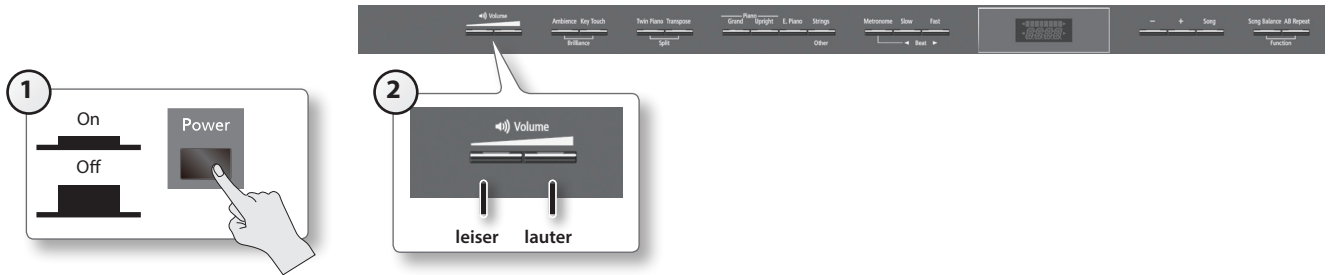 Volume Ambience Key Touch Twin Piano Transpose Piano Grand Upright E. Piano Strings Metronome Slow Fast − + Song Song Balance AB Repeat
Brilliance Split Other Beat Function
1
On
Off
Power
2
Volume
leiser lauter